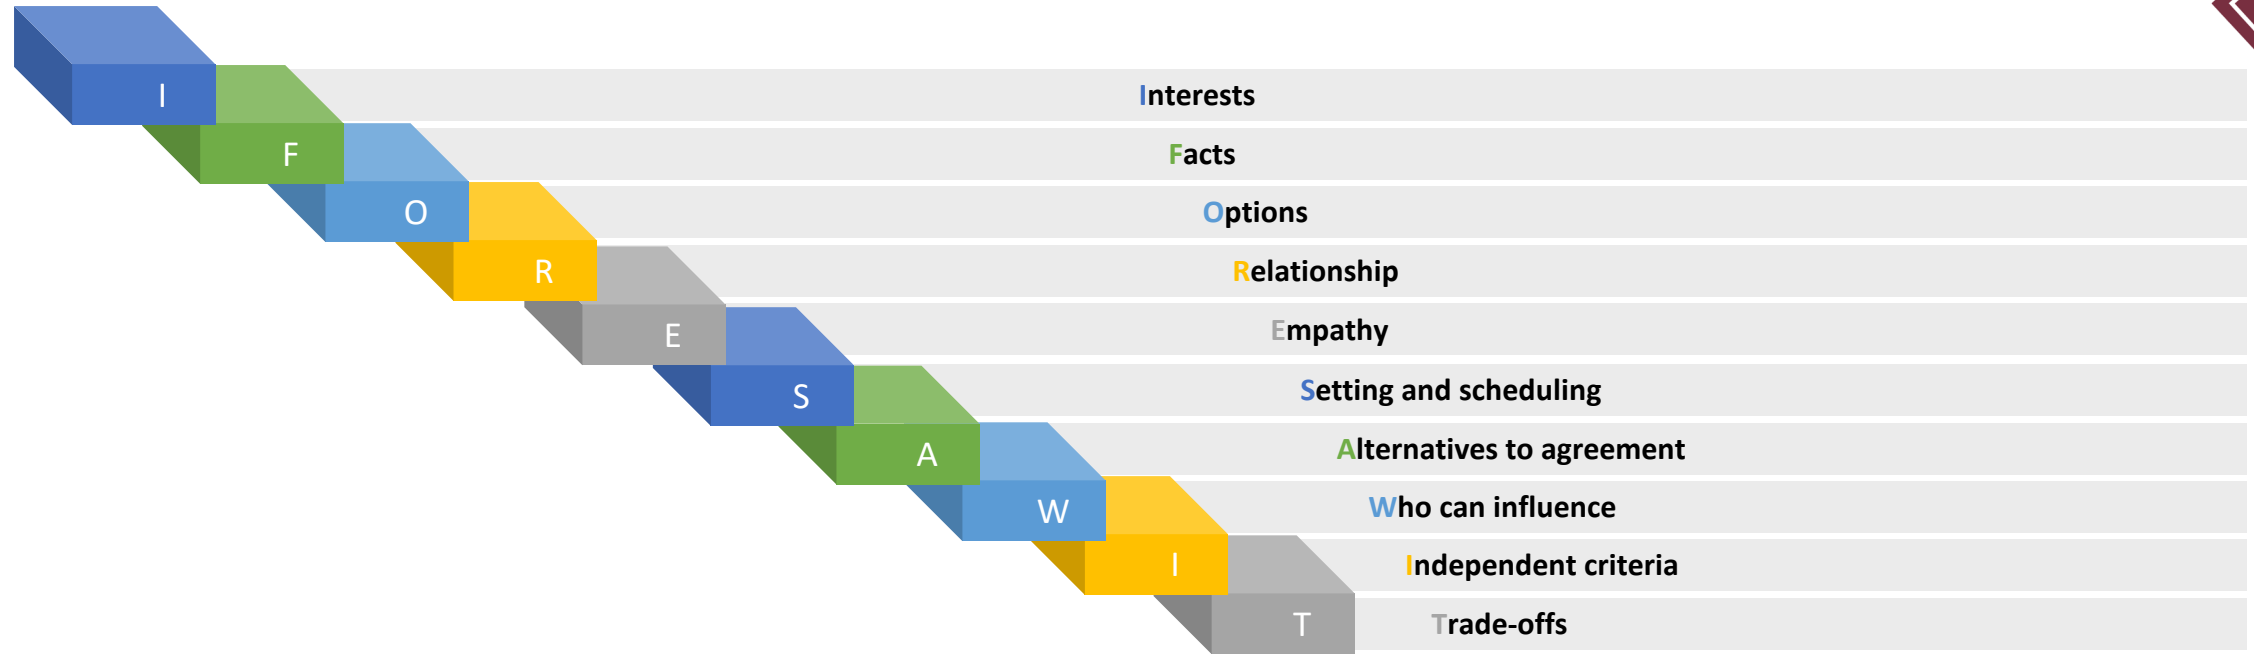 I Interests
F Facts
O Options
R Relationship
E Empathy
S Setting and scheduling
A Alternatives to agreement
W Who can influence
I Independent criteria
T Trade-offs